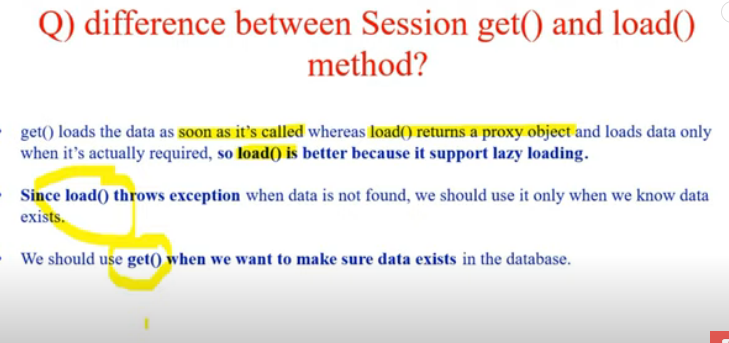 Q) difference between Session get() and load()
method?
get() loads the data as soon as it's called whereas load() returns a proxy object and loads data only
when it's actually required, so load() is better because it support lazy loading.
Since load() throws exception when data is not found, we should use it only when we know data
exists.
We should use get() when we want to make sure data exists in the database.